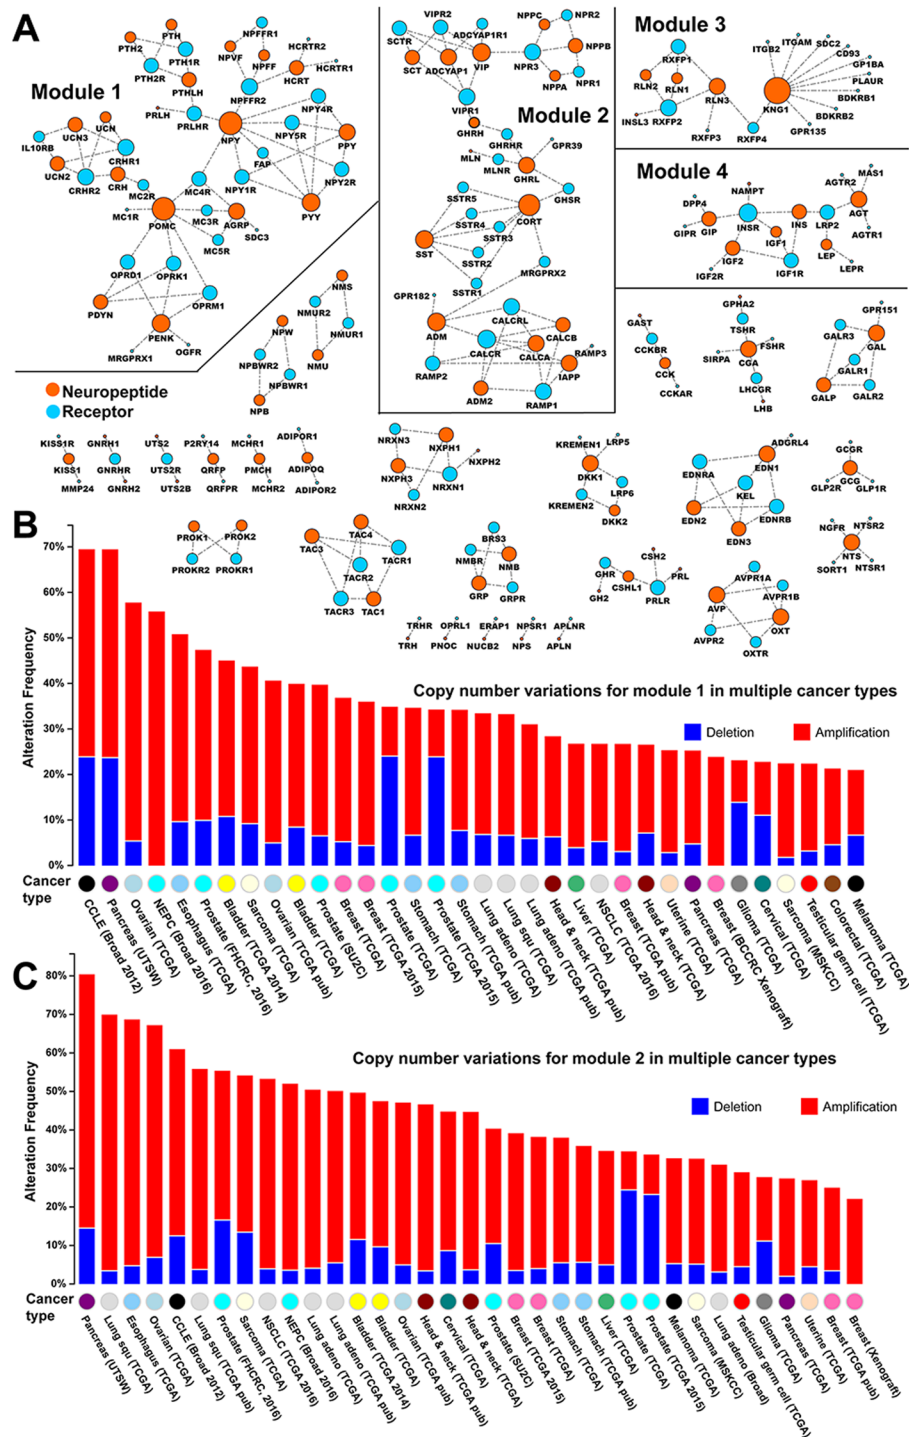 A
Module 1
PTH
PTH2
PTH1R
PTH2R
PTHLH
PRLH
PRLHR
NPFFR1
NPVF
NPFF
HCRTR2
HCRT
HCRTR1
NPFFR2
NPY4R
NPY
NPY5R
PPY
FAP
NPY1R
NPY2R
PYY
UCN
UCN3
IL10RB
CRHR1
UCN2
CRHR2
CRH
MC2R
MC4R
MC1R
POMC
MC3R
AGRP
SDC3
MC5R
OPRD1
OPRK1
PDYN
OPRM1
PENK
MRGPRX1
OGFR
Module 2
VIPR2
SCTR
ADCYAP1R1
SCT
ADCYAP1
VIP
VIPR1
NPPC
NPR2
NPPB
NPR3
NPPA
NPR1
GHRH
GHRHR
GPR39
MLN
MLNR
GHRL
GHSR
SSTR5
CORT
SSTR4
SSTR3
SST
SSTR2
MRGPRX2
SSTR1
GPR182
ADM
CALCRL
CALCB
CALCR
CALCA
RAMP3
RAMP2
IAPP
ADM2
RAMP1
Module 3
RXFP1
RLN2
RLN1
RLN3
INSL3
RXFP2
RXFP3
RXFP4
ITGB2
ITGAM
SDC2
CD93
GP1BA
PLAUR
KNG1
BDKRB1
BDKRB2
GPR135
Module 4
NAMPT
DPP4
GIPR
GIP
INSR
IGF1
INS
LRP2
AGTR2
MAS1
AGT
AGTR1
IGF2
IGF2R
IGF1R
LEP
LEPR
NMS
NMUR2
NMUR1
NMU
NPW
NPBWR2
NPBWR1
NPB
Neuropeptide
Receptor
GAST
CCKBR
CCK
CCKAR
GPHA2
TSHR
SIRPA
CGA
FSHR
LHCGR
LHB
GPR151
GALR3
GAL
GALR1
GALP
GALR2
KISS1R
KISS1
MMP24
GNRH1
GNRHR
GNRH2
UTS2
UTS2R
UTS2B
P2RY14
QRFP
QRFPR
MCHR1
PMCH
MCHR2
ADIPOR1
ADIPOQ
ADIPOR2
NRXN3
NXPH1
NXPH2
NXPH3
NRXN1
NRXN2
KREMEN1
LRP5
DKK1
LRP6
KREMEN2
DKK2
ADGRL4
EDNRA
EDN1
KEL
EDN2
EDNRB
EDN3
GCGR
GCG
GLP2R
GLP1R
NGFR
NTSR2
NTS
SORT1
NTSR1
PROK1
PROK2
PROKR2
PROKR1
TAC4
TAC3
TACR1
TACR2
TACR3
TAC1
BRS3
NMBR
NMB
GRP
GRPR
CSH2
GHR
PRL
CSHL1
GH2
PRLR
AVPR1A
AVPR1B
AVP
OXT
AVPR2
OXTR
TRHR
TRH
OPRL1
PNOC
ERAP1
NUCB2
NPSR1
NPS
APLNR
APLN
B
Copy number variations for module 1 in multiple cancer types
Deletion
Amplification
Alteration Frequency
70%
60%
50%
40%
30%
20%
10%
0%
Cancer
type
CCLE (Broad 2012)
Pancreas (UTSW)
Ovarian (TCGA)
NEPC (Broad 2016)
Esophagus (TCGA)
Prostate (FHCRC, 2016)
Bladder (TCGA 2014)
Sarcoma (TCGA)
Ovarian (TCGA pub)
Bladder (TCGA)
Prostate (SU2C)
Breast (TCGA)
Breast (TCGA 2015)
Prostate (TCGA)
Stomach (TCGA)
Prostate (TCGA 2015)
Stomach (TCGA pub)
Lung adeno (TCGA)
Lung squ (TCGA pub)
Lung adeno (TCGA pub)
Head & neck (TCGA pub)
Liver (TCGA)
NSCLC (TCGA 2016)
Breast (TCGA pub)
Head & neck (TCGA)
Uterine (TCGA)
Pancreas (TCGA)
Breast (BCCRC Xenograft)
Glioma (TCGA)
Cervical (TCGA)
Sarcoma (MSKCC)
Testicular germ cell (TCGA)
Colorectal (TCGA)
Melanoma (TCGA)
C
Copy number variations for module 2 in multiple cancer types
Deletion
Amplification
Alteration Frequency
80%
70%
60%
50%
40%
30%
20%
10%
0%
Cancer
type
Pancreas (UTSW)
Lung squ (TCGA)
Esophagus (TCGA)
Ovarian (TCGA)
CCLE (Broad 2012)
Lung squ (TCGA pub)
Prostate (FHCRC, 2016)
Sarcoma (TCGA)
NSCLC (TCGA 2016)
NEPC (Broad 2016)
Lung adeno (TCGA)
Lung adeno (TCGA pub)
Bladder (TCGA 2014)
Bladder (TCGA)
Ovarian (TCGA pub)
Head & neck (TCGA pub)
Cervical (TCGA)
Head & neck (TCGA)
Prostate (SU2C)
Breast (TCGA 2015)
Breast (TCGA)
Stomach (TCGA)
Stomach (TCGA pub)
Liver (TCGA)
Prostate (TCGA)
Prostate (TCGA 2015)
Melanoma (TCGA)
Sarcoma (MSKCC)
Lung adeno (Broad)
Testicular germ cell (TCGA)
Glioma (TCGA)
Pancreas (TCGA)
Uterine (TCGA)
Breast (TCGA pub)
Breast (Xenograft)